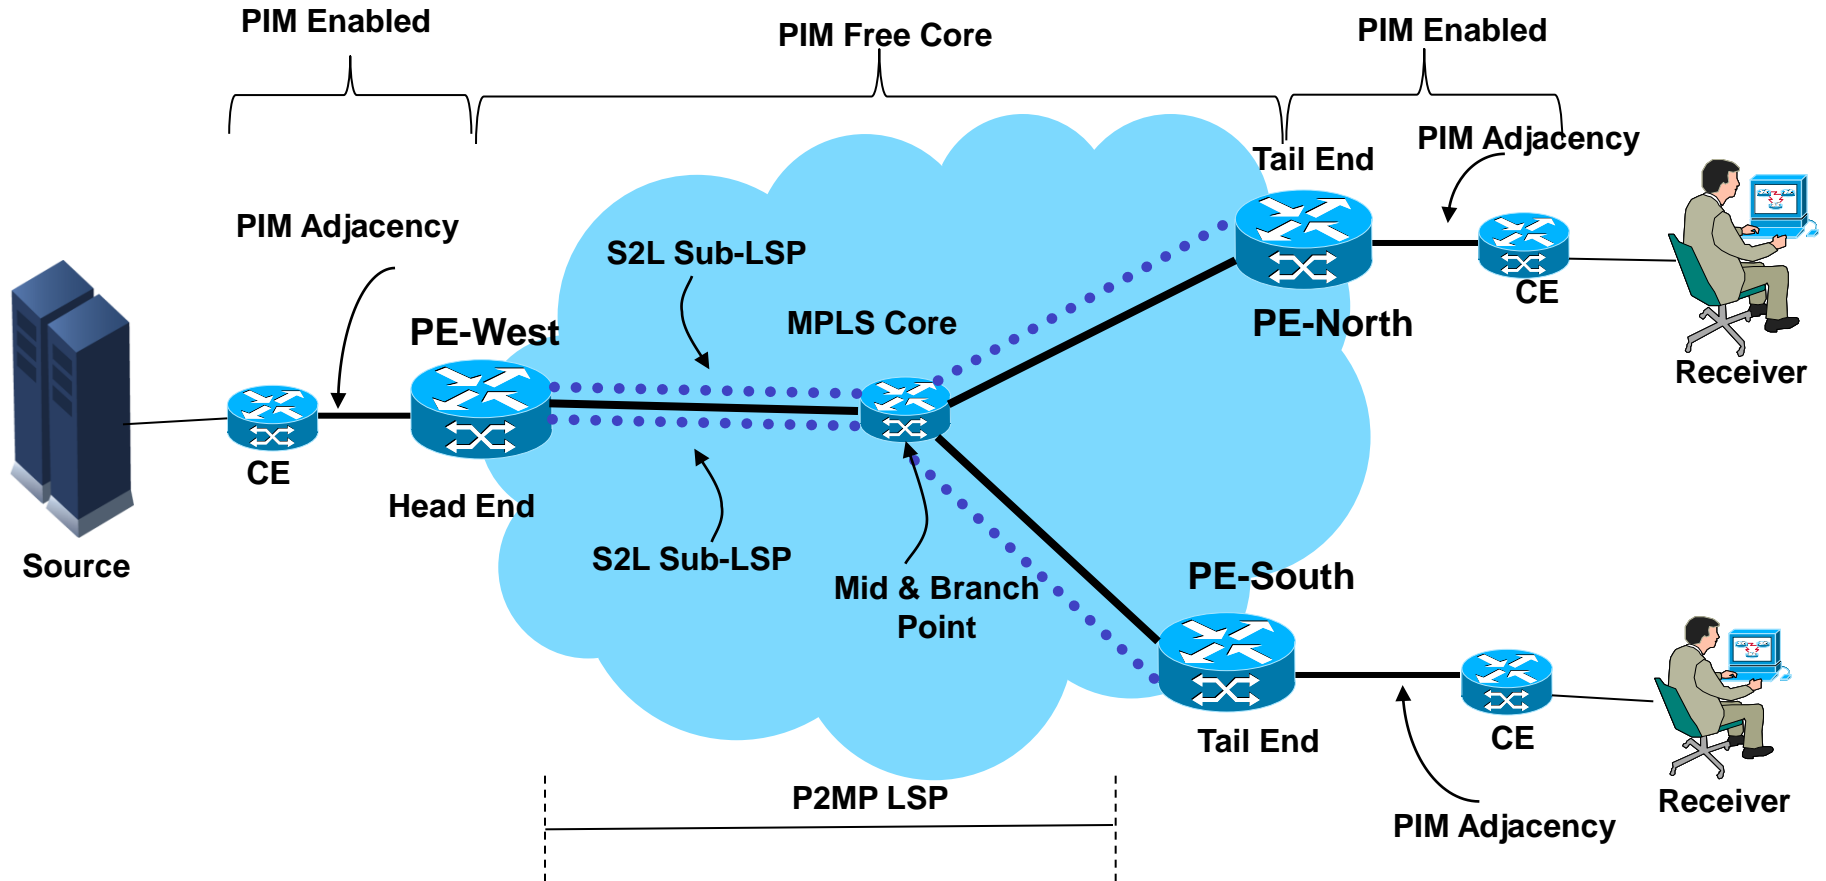 PIM Enabled
PIM Free Core
PIM Enabled
PIM Adjacency
Tail End
PIM Adjacency
S2L Sub-LSP
MPLS Core
PE-West
PE-North
CE
Receiver
CE
Head End
Source
S2L Sub-LSP
Mid & Branch
Point
PE-South
Tail End
CE
P2MP LSP
Receiver
PIM Adjacency